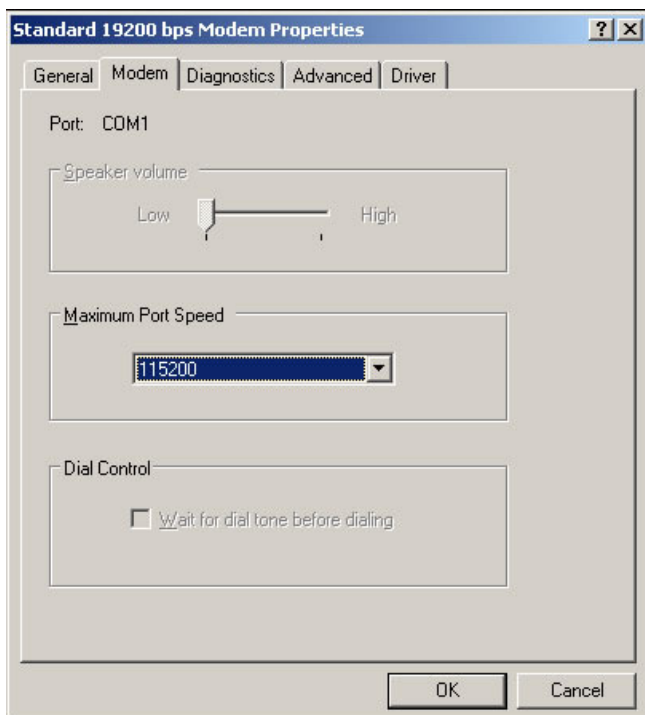 Standard 19200 bps Modem Properties
General Modem Diagnostics Advanced Driver
Port: COM1
Speaker volume
Low High
Maximum Port Speed
115200
Dial Control
Wait for dial tone before dialing
OK Cancel